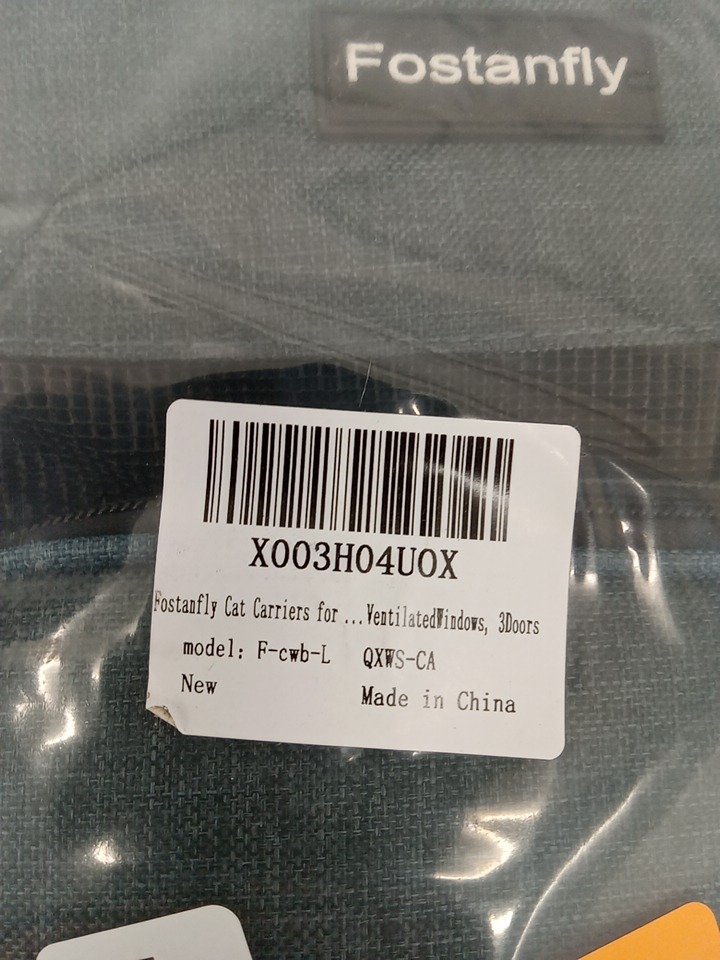 Fostanfly
X003H04U0X
Fostanfly Cat Carriers for ...VentilatedWindows, 3Doors
model: F-cwb-L QXWS-CA
New Made in China